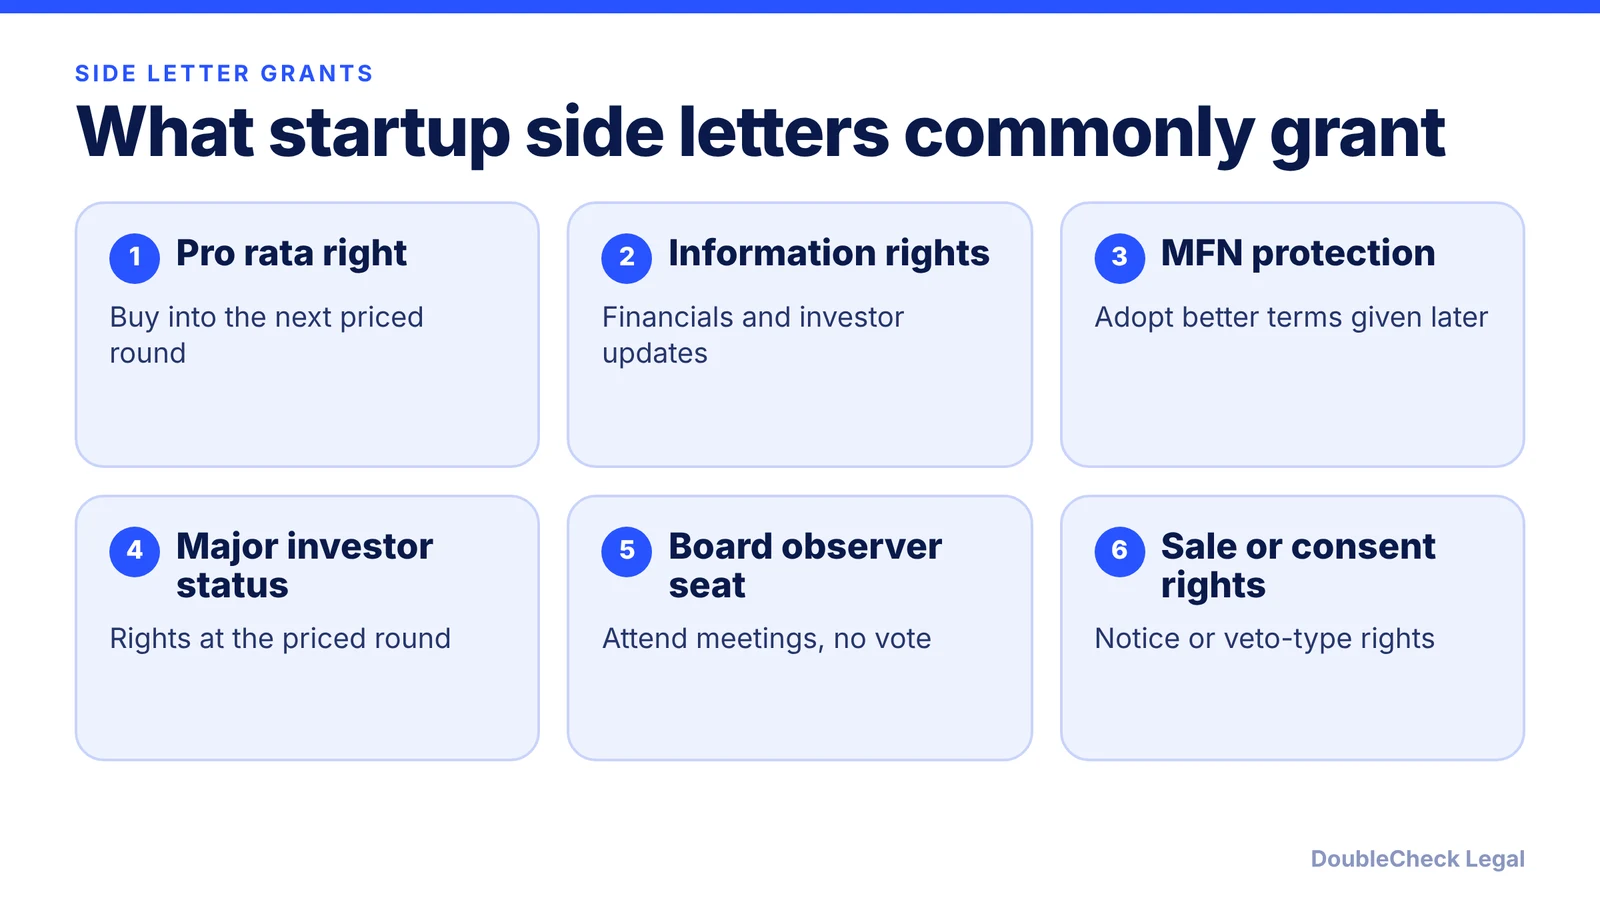 SIDE LETTER GRANTS
What startup side letters commonly grant
1 Pro rata right
Buy into the next priced
round
2 Information rights
Financials and investor
updates
3 MFN protection
Adopt better terms given later
4 Major investor
status
Rights at the priced round
5 Board observer
seat
Attend meetings, no vote
6 Sale or consent
rights
Notice or veto-type rights
DoubleCheck Legal